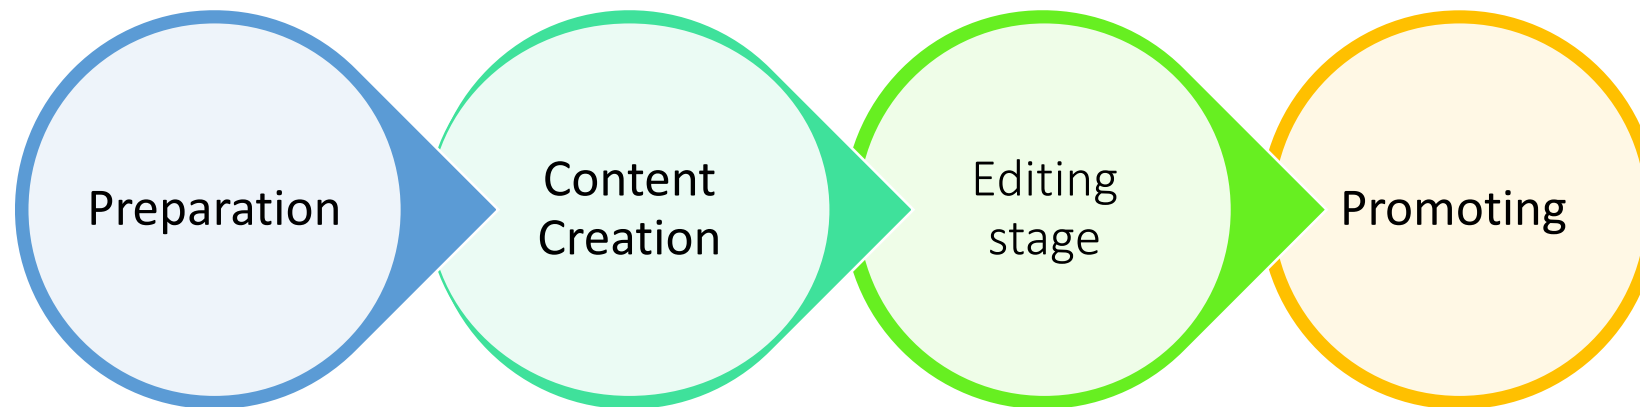 Preparation
Content
Creation
Editing
stage
Promoting